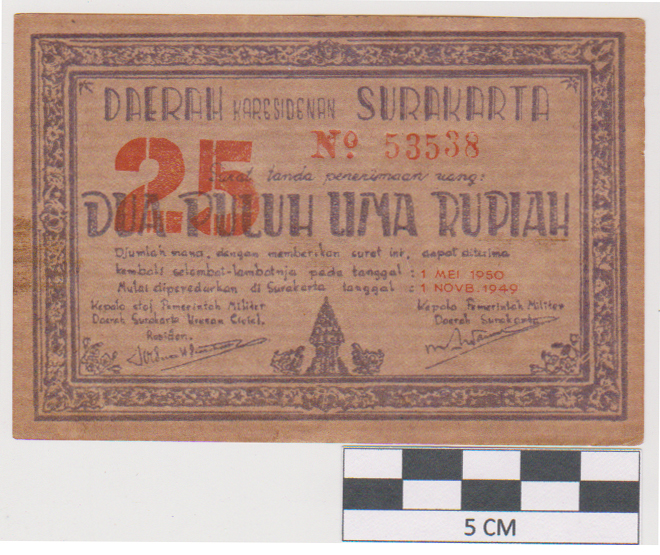 DAERAH KARESIDENAN SURAKARTA
25
No 53538
Surat tanda penerimaan uang:
DUA PULUH LIMA RUPIAH
Djumlah mana, dengan memberikan surat ini, dapat diterima
kembali selambat-lambatnja pada tanggal : 1 MEI 1950
Mulai diperedarkan di Surakarta tanggal : 1 NOVB. 1949
Kepala staf Pemerintah Militer
Daerah Surakarta Urusan Cicial.
Residen.
Kepala Pemerintah Militer
Daerah Surakarta.
5 CM